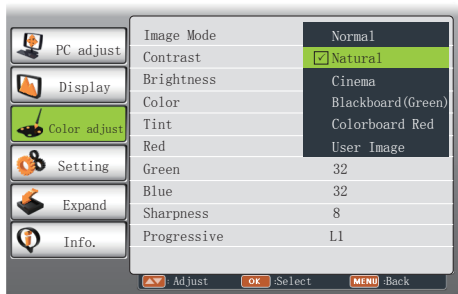 PC adjust
Display
Color adjust
Setting
Expand
Info.
Image Mode
Contrast
Brightness
Color
Tint
Red
Green 32
Blue 32
Sharpness 8
Progressive L1
Normal
Natural
Cinema
Blackboard(Green)
Colorboard Red
User Image
: Adjust OK :Select MENU :Back